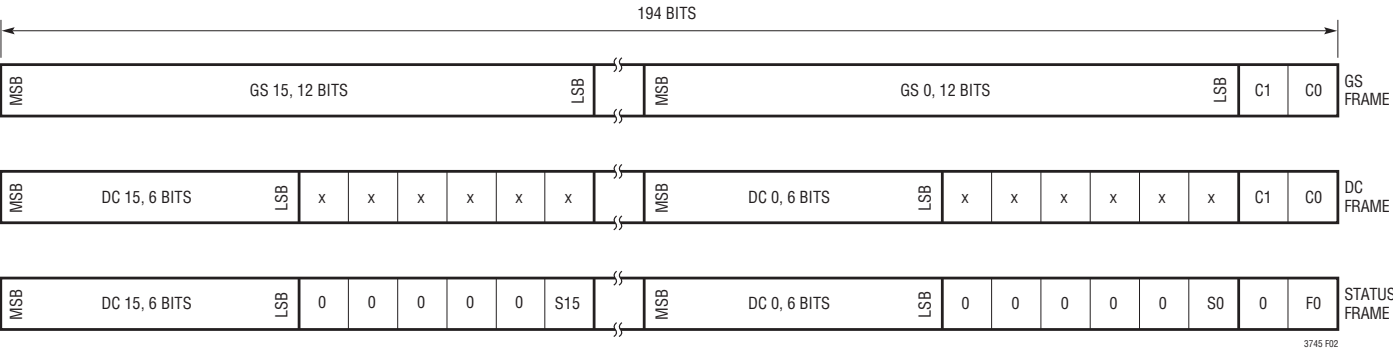 194 BITS
MSB GS 15, 12 BITS LSB MSB GS 0, 12 BITS LSB C1 C0 GS FRAME
MSB DC 15, 6 BITS LSB x x x x x x MSB DC 0, 6 BITS LSB x x x x x x C1 C0 DC FRAME
MSB DC 15, 6 BITS LSB 0 0 0 0 0 S15 MSB DC 0, 6 BITS LSB 0 0 0 0 0 S0 0 F0 STATUS FRAME
3745 F02